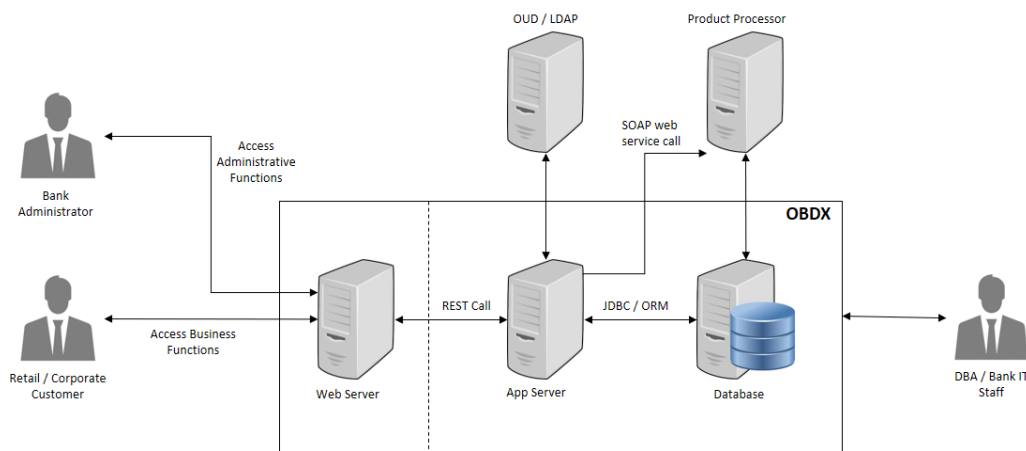 OUD / LDAP
Product Processor
SOAP web
service call
Access
Administrative
Functions
Bank
Administrator
OBDX
REST Call
JDBC / ORM
Access Business
Functions
Retail / Corporate
Customer
Web Server
App Server
Database
DBA / Bank IT
Staff